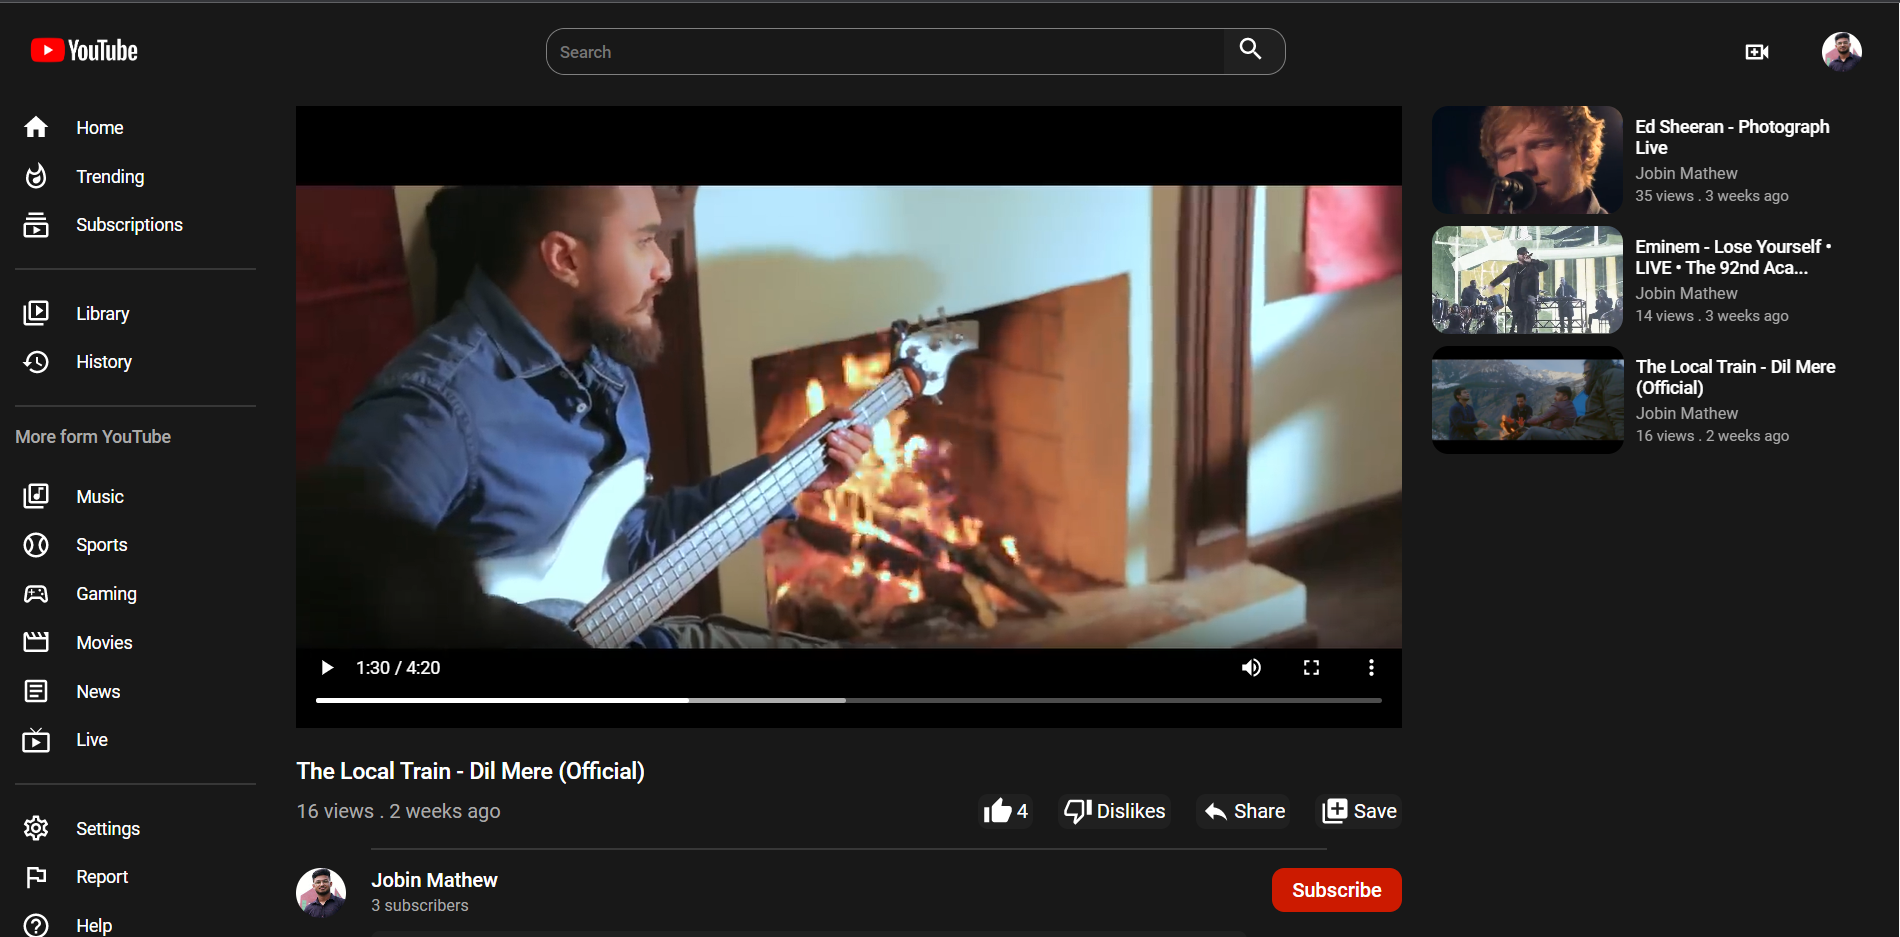 YouTube
Search
Home
Trending
Subscriptions
Library
History
More form YouTube
Music
Sports
Gaming
Movies
News
Live
Settings
Report
Help
1:30 / 4:20
The Local Train - Dil Mere (Official)
16 views . 2 weeks ago
4
Dislikes
Share
Save
Jobin Mathew
3 subscribers
Subscribe
Ed Sheeran - Photograph
Live
Jobin Mathew
35 views . 3 weeks ago
Eminem - Lose Yourself •
LIVE • The 92nd Aca...
Jobin Mathew
14 views . 3 weeks ago
The Local Train - Dil Mere
(Official)
Jobin Mathew
16 views . 2 weeks ago